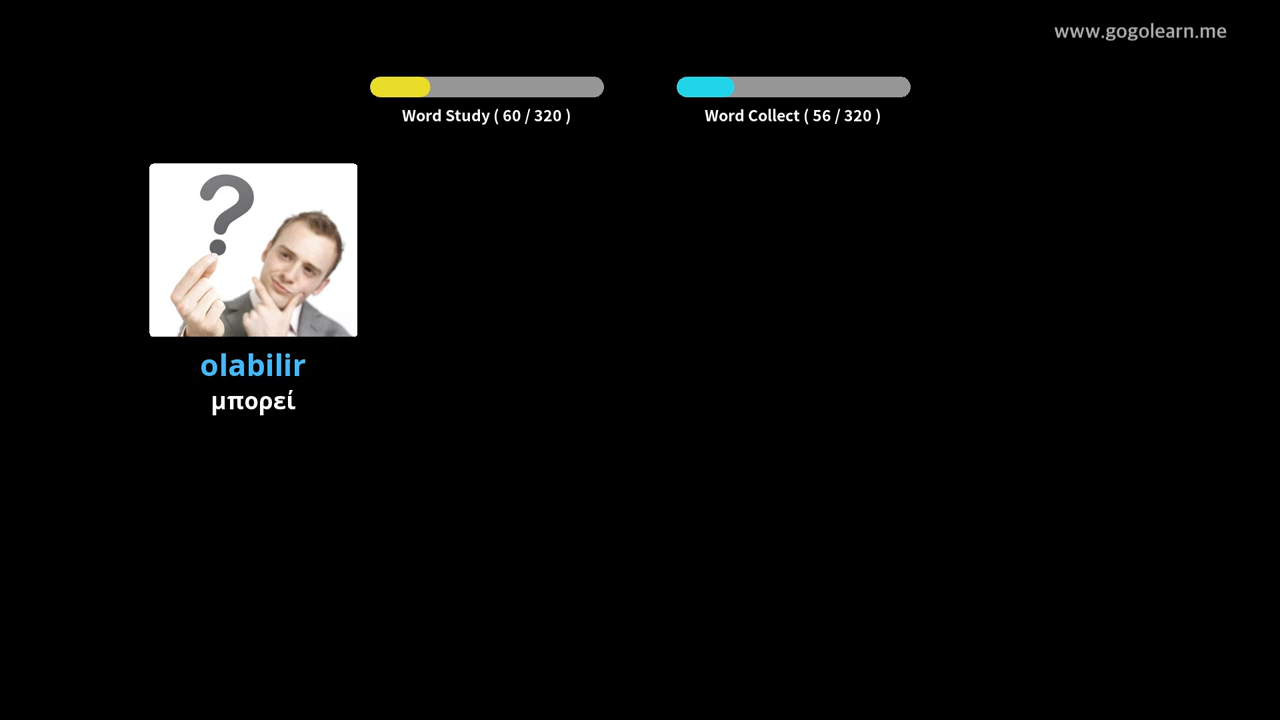 www.gogolearn.me
Word Study ( 60 / 320 )
Word Collect ( 56 / 320 )
?
olabilir
μπορεί